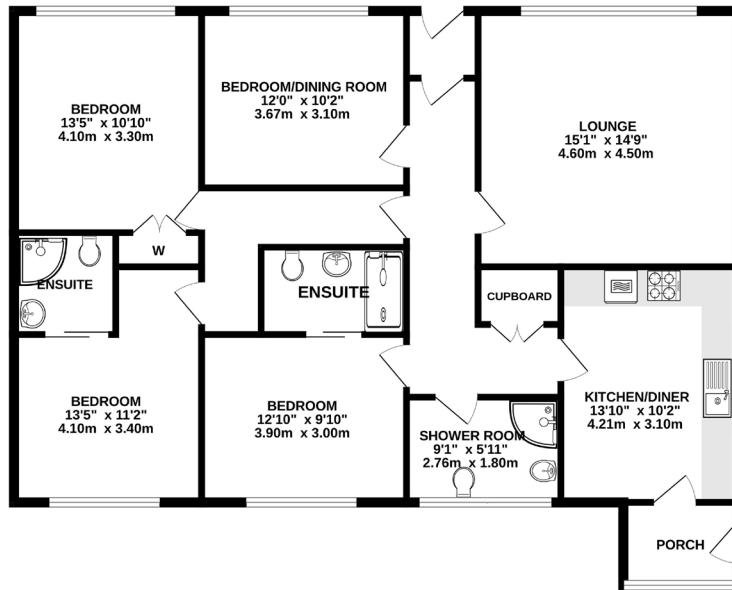 BEDROOM
13'5" x 10'10"
4.10m x 3.30m
BEDROOM/DINING ROOM
12'0" x 10'2"
3.67m x 3.10m
LOUNGE
15'1" x 14'9"
4.60m x 4.50m
W
ENSUITE
ENSUITE
CUPBOARD
BEDROOM
13'5" x 11'2"
4.10m x 3.40m
BEDROOM
12'10" x 9'10"
3.90m x 3.00m
SHOWER ROOM
9'1" x 5'11"
2.76m x 1.80m
KITCHEN/DINER
13'10" x 10'2"
4.21m x 3.10m
PORCH